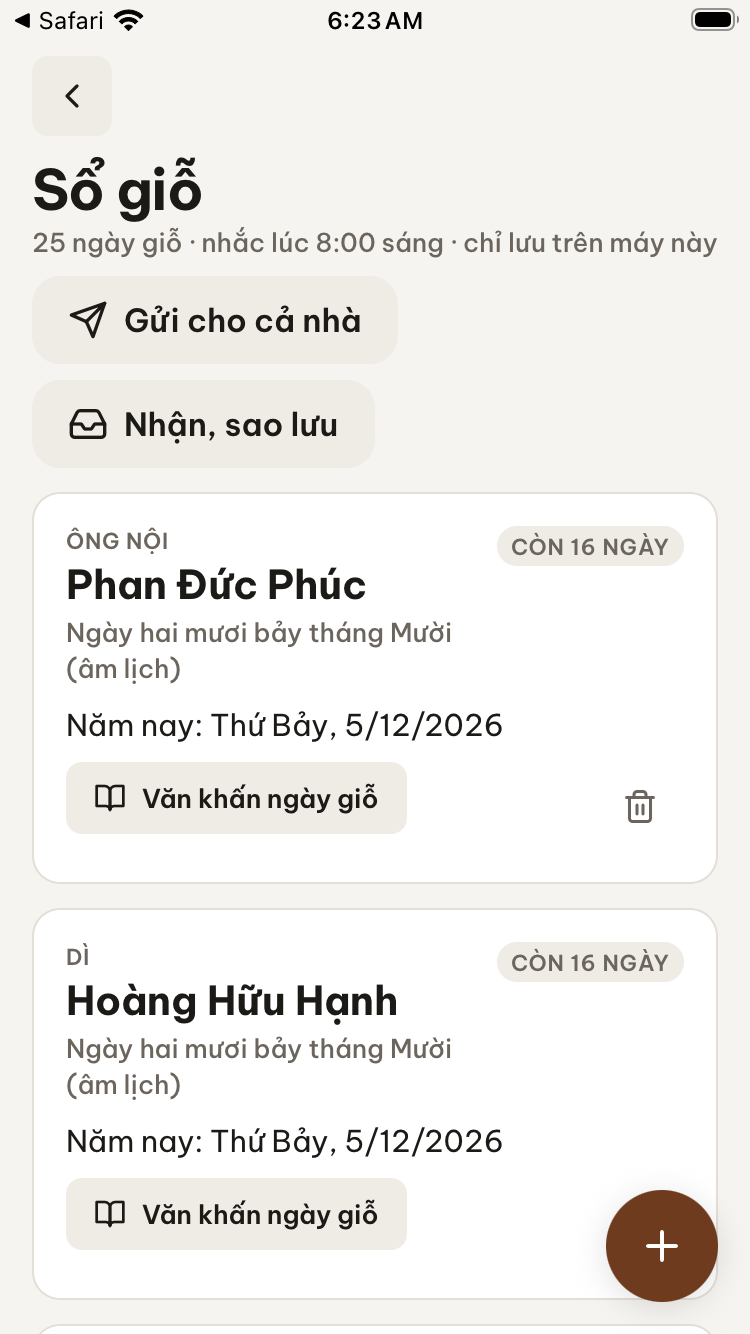 Safari
6:23 AM
Sổ giỗ
25 ngày giỗ · nhắc lúc 8:00 sáng · chỉ lưu trên máy này
Gửi cho cả nhà
Nhận, sao lưu
ÔNG NỘI
CÒN 16 NGÀY
Phan Đức Phúc
Ngày hai mươi bảy tháng Mười
(âm lịch)
Năm nay: Thứ Bảy, 5/12/2026
Văn khấn ngày giỗ
DÌ
CÒN 16 NGÀY
Hoàng Hữu Hạnh
Ngày hai mươi bảy tháng Mười
(âm lịch)
Năm nay: Thứ Bảy, 5/12/2026
Văn khấn ngày giỗ